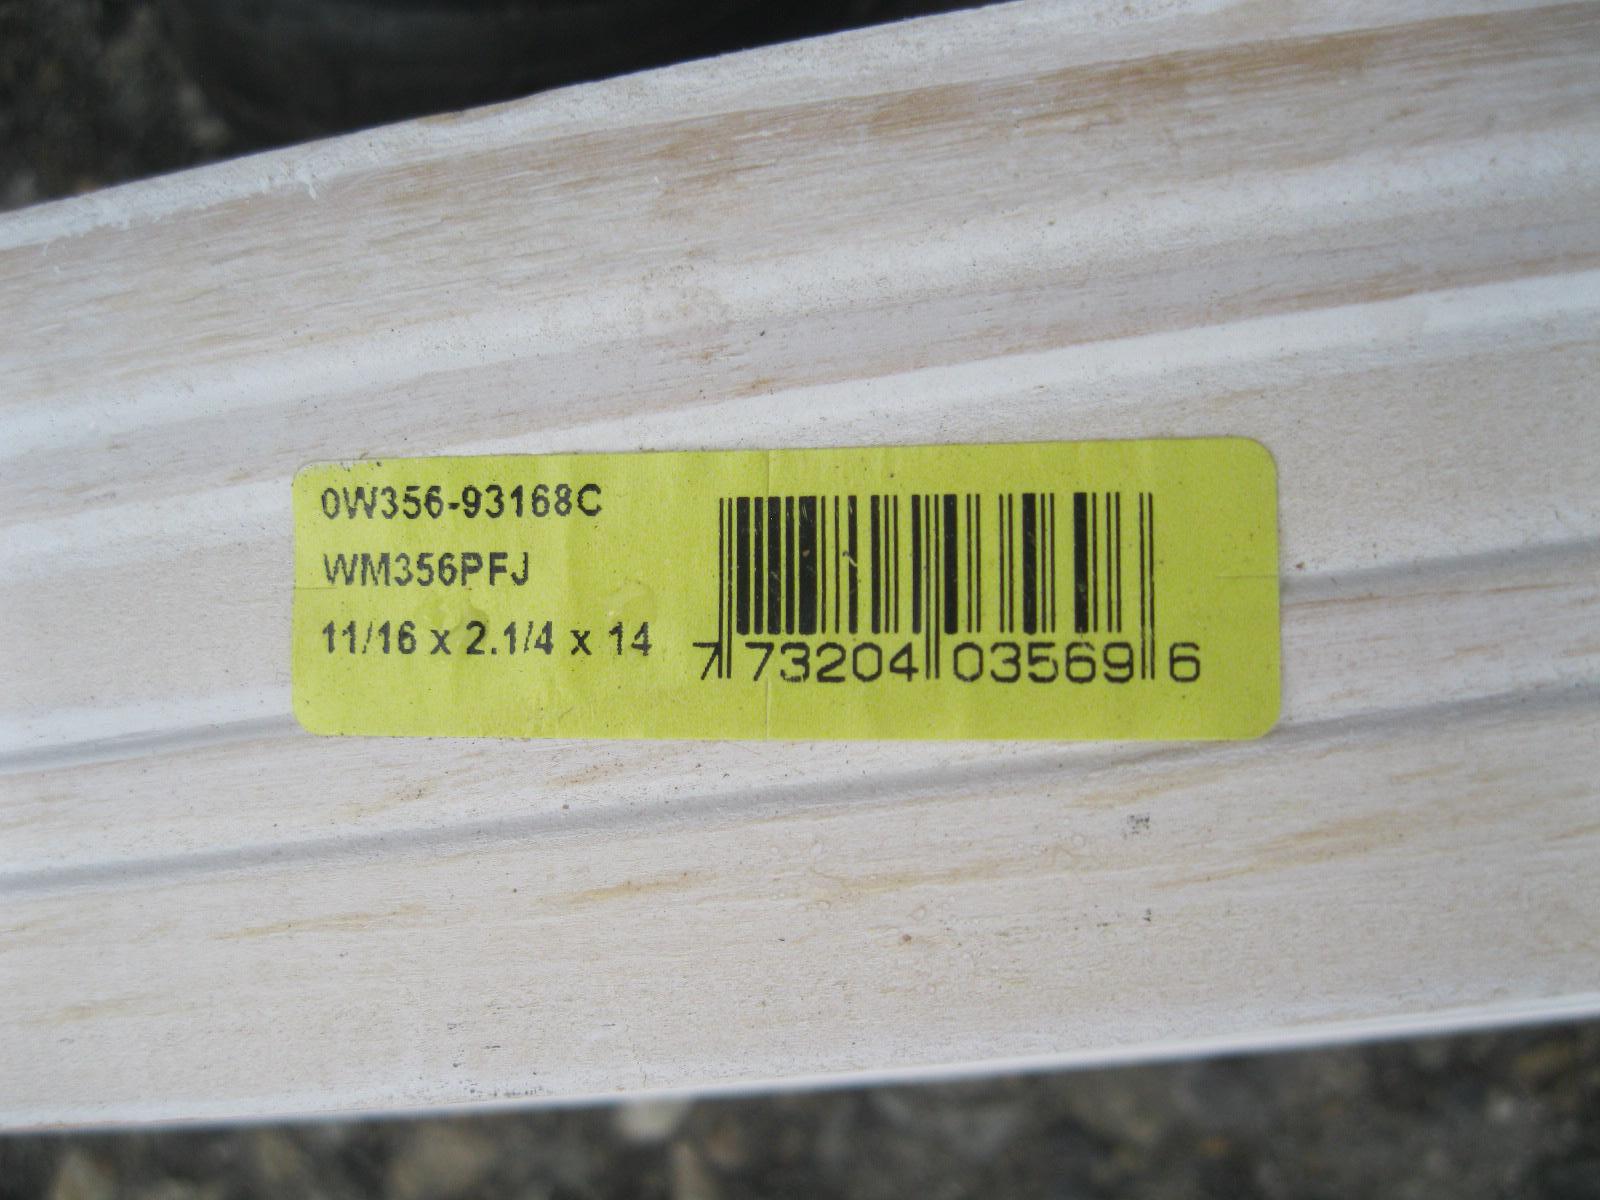 0W356-93168C
WM356PFJ
11/16 x 2.1/4 x 14
7 73204 03569 6